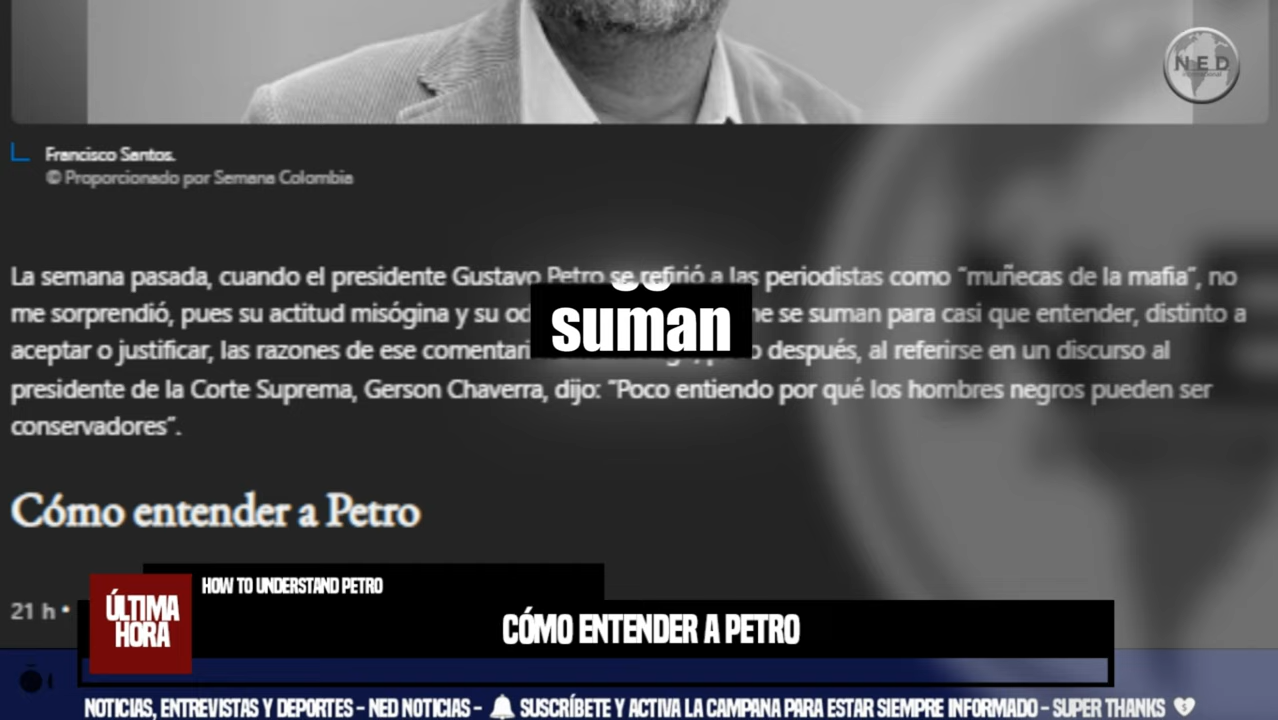 NED
Francisco Santos.
© Proporcionado por Semana Colombia
La semana pasada, cuando el presidente Gustavo Petro se refirió a las periodistas como “muñecas de la mafia”, no
me sorprendió, pues su actitud misógina y su se suman para casi que entender, distinto a
suman
aceptar o justificar, las razones de ese después, al referirse en un discurso al
presidente de la Corte Suprema, Gerson Chaverra, dijo: “Poco entiendo por qué los hombres negros pueden ser
conservadores”.
Cómo entender a Petro
21 h •
HOW TO UNDERSTAND PETRO
ÚLTIMA
HORA
CÓMO ENTENDER A PETRO
NOTICIAS, ENTREVISTAS Y DEPORTES - NED NOTICIAS - SUSCRÍBETE Y ACTIVA LA CAMPANA PARA ESTAR SIEMPRE INFORMADO - SUPER THANKS